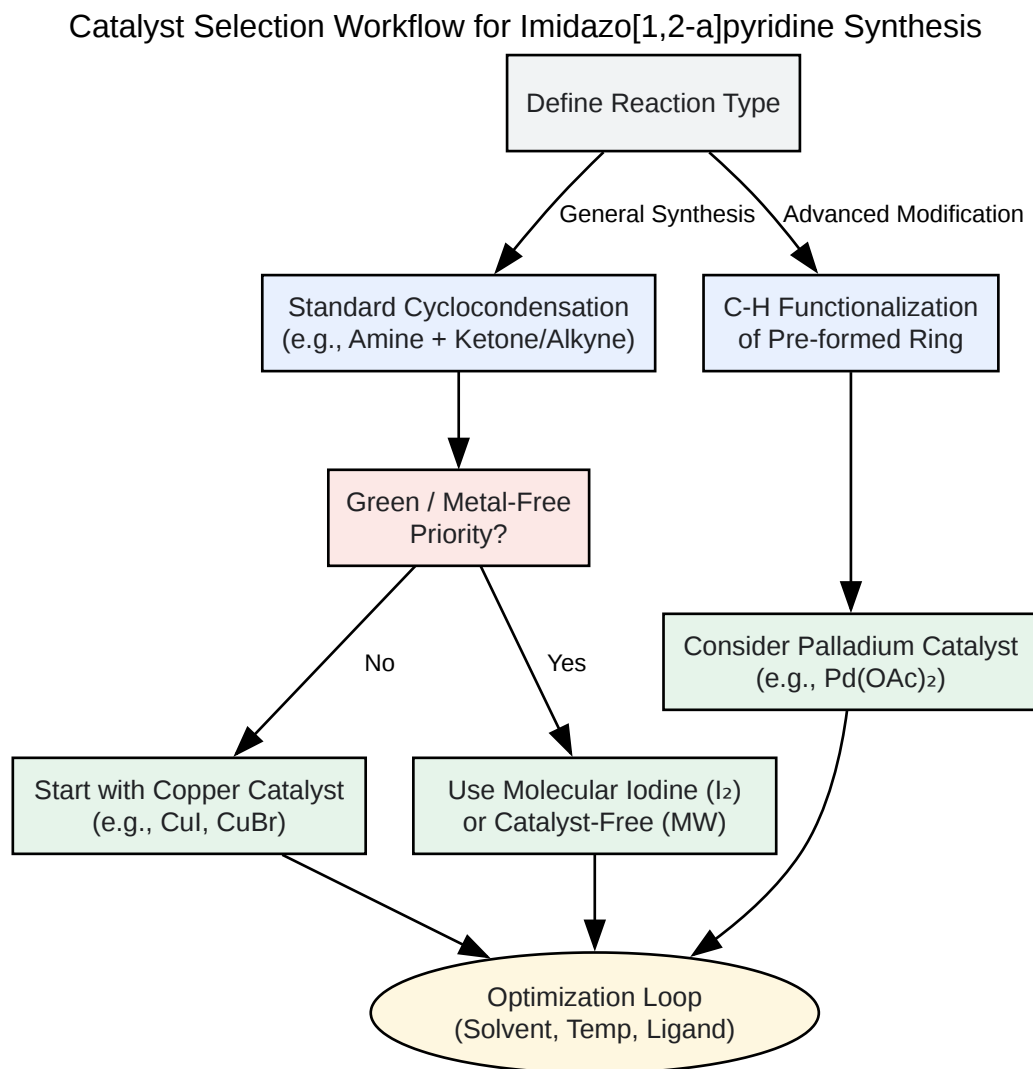 Catalyst Selection Workflow for Imidazo[1,2-a]pyridine Synthesis
Define Reaction Type
General Synthesis
Advanced Modification
Standard Cyclocondensation
(e.g., Amine + Ketone/Alkyne)
C-H Functionalization
of Pre-formed Ring
Green / Metal-Free
Priority?
No
Yes
Consider Palladium Catalyst
(e.g., Pd(OAc)₂)
Start with Copper Catalyst
(e.g., CuI, CuBr)
Use Molecular Iodine (I₂)
or Catalyst-Free (MW)
Optimization Loop
(Solvent, Temp, Ligand)